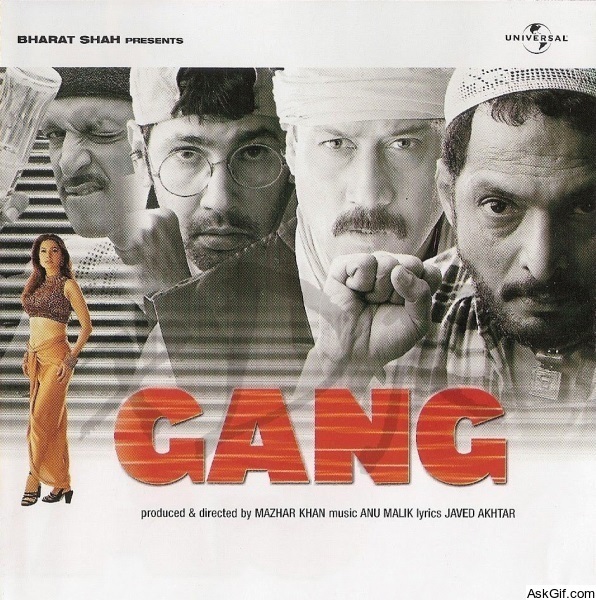 BHARAT SHAH PRESENTS
UNIVERSAL
GANG
produced & directed by MAZHAR KHAN music ANU MALIK lyrics JAVED AKHTAR
AskGif.com